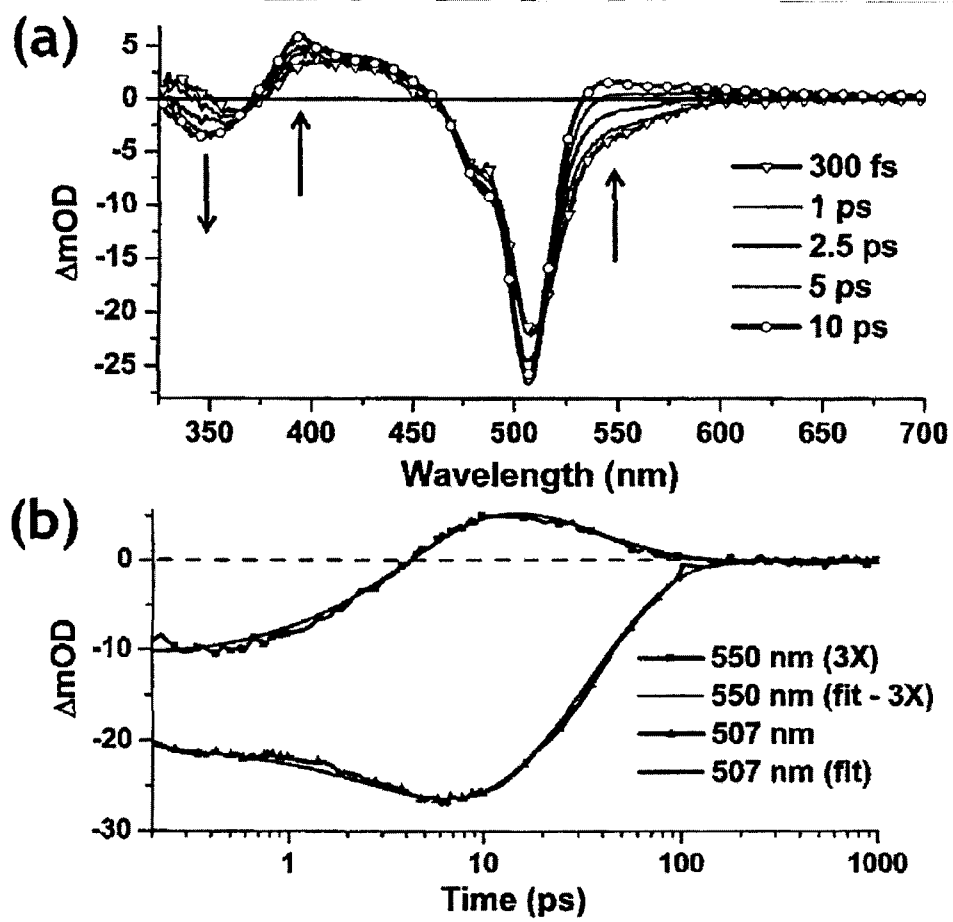 (a)
5
0
-5
-10
-15
-20
-25
ΔmOD
300 fs
1 ps
2.5 ps
5 ps
10 ps
350 400 450 500 550 600 650 700
Wavelength (nm)
(b)
0
-10
-20
-30
ΔmOD
550 nm (3X)
550 nm (fit - 3X)
507 nm
507 nm (fit)
1 10 100 1000
Time (ps)